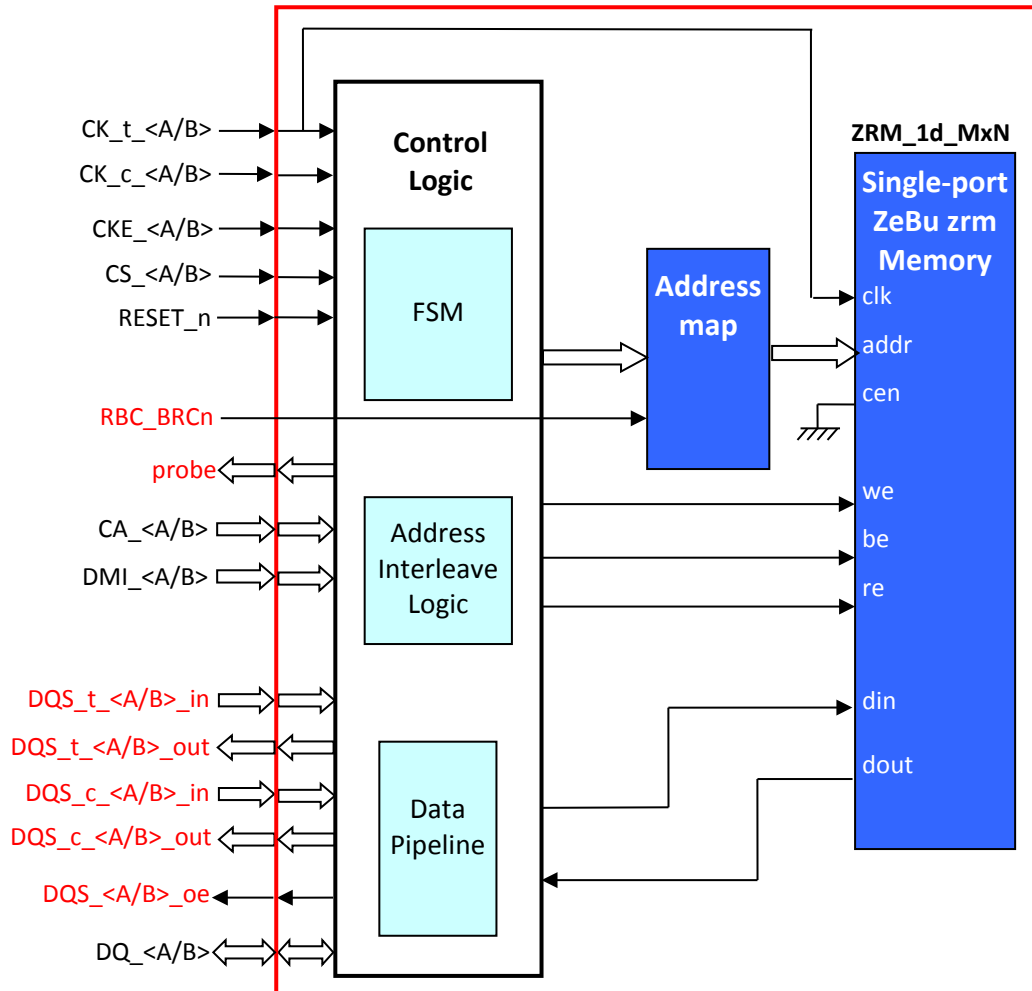 CK_t_<A/B>
CK_c_<A/B>
CKE_<A/B>
CS_<A/B>
RESET_n
RBC_BRCn
probe
CA_<A/B>
DMI_<A/B>
DQS_t_<A/B>_in
DQS_t_<A/B>_out
DQS_c_<A/B>_in
DQS_c_<A/B>_out
DQS_<A/B>_oe
DQ_<A/B>
Control
Logic
FSM
Address
Interleave
Logic
Data
Pipeline
Address
map
ZRM_1d_MxN
Single-port
ZeBu zrm
Memory
clk
addr
cen
we
be
re
din
dout